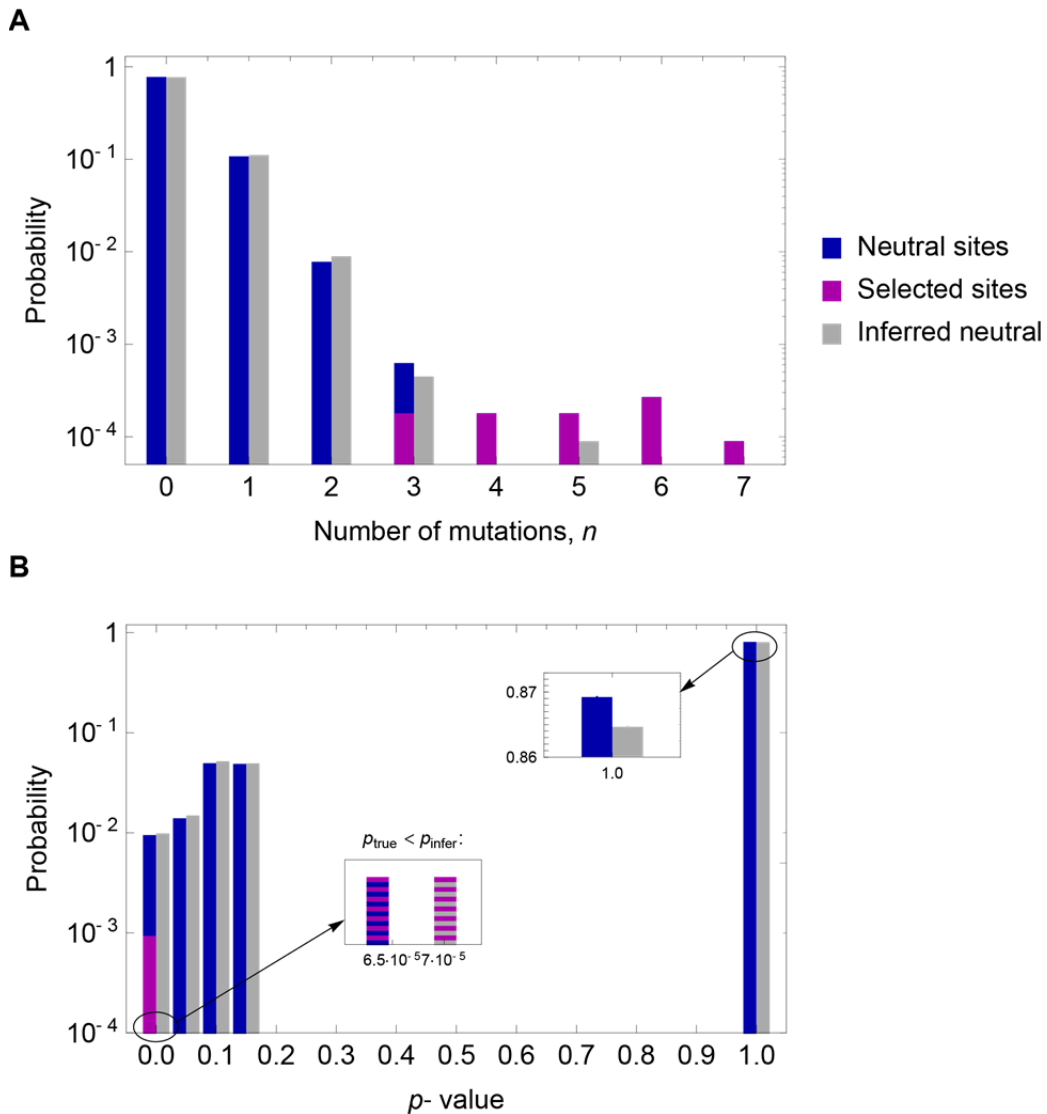 A
Probability
1
10⁻¹
10⁻²
10⁻³
10⁻⁴
0 1 2 3 4 5 6 7
Number of mutations, n
Neutral sites
Selected sites
Inferred neutral
B
Probability
1
10⁻¹
10⁻²
10⁻³
10⁻⁴
0.87
0.86
1.0
p_true < p_infer:
6.5·10⁻⁵ 7·10⁻⁵
0.0 0.1 0.2 0.3 0.4 0.5 0.6 0.7 0.8 0.9 1.0
p- value